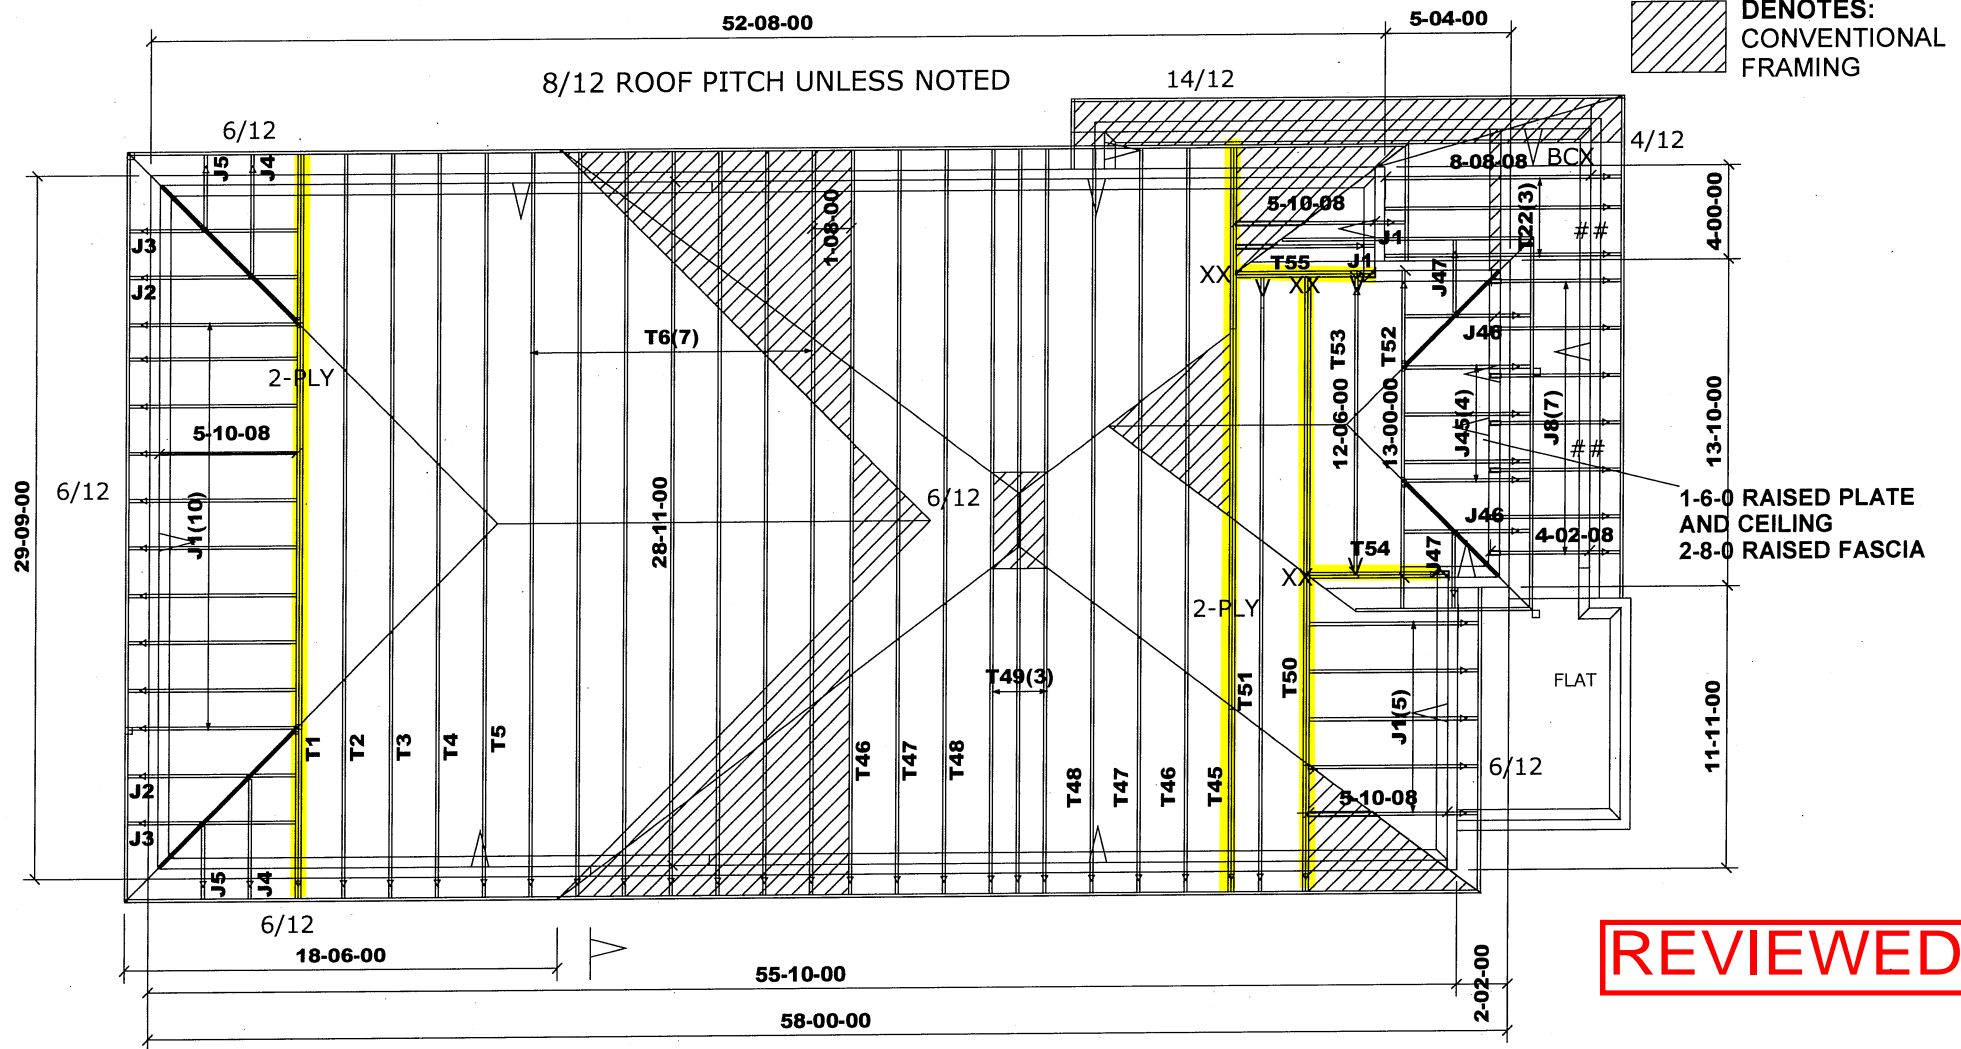 52-08-00
5-04-00
DENOTES:
CONVENTIONAL
FRAMING
8/12 ROOF PITCH UNLESS NOTED
14/12
6/12
4/12
J5
J4
8-08-08
BCX
4-00-00
1-08-00
5-10-08
T22(3)
##
J3
J1
J2
XX
T55
J1
XX
J47
T6(7)
T53
T52
J46
2-PLY
12-06-00
13-00-00
J45(4)
J8(7)
13-10-00
5-10-08
##
6/12
J1(10)
29-09-00
28-11-00
6/12
1-6-0 RAISED PLATE
AND CEILING
2-8-0 RAISED FASCIA
J46
4-02-08
T54
J47
XX
2-PLY
T49(3)
T51
T50
FLAT
J1(5)
T1
T2
T3
T4
T5
T46
T47
T48
T48
T47
T46
T45
6/12
11-11-00
J2
5-10-08
J3
J5
J4
6/12
18-06-00
55-10-00
2-02-00
58-00-00
REVIEWED